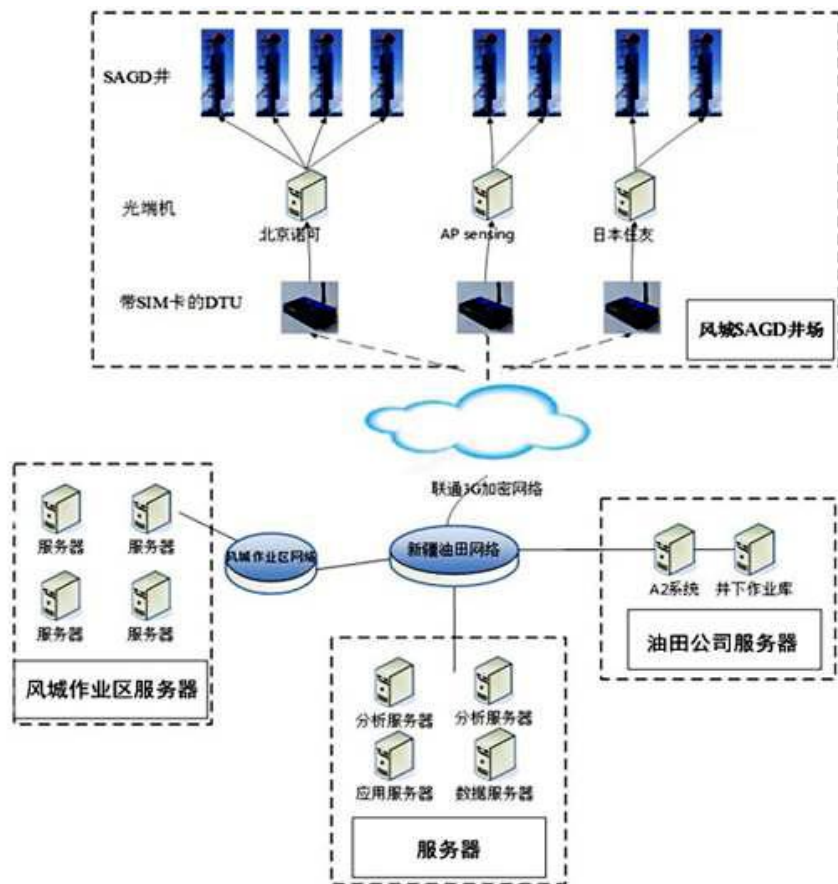 SAGD井
光端机
北京诺可
AP sensing
日本住友
带SIM卡的DTU
风城SAGD井场
联通3G加密网络
服务器
服务器
风城作业区网络
新疆油田网络
A2系统
井下作业库
服务器
服务器
油田公司服务器
风城作业区服务器
分析服务器
分析服务器
应用服务器
数据服务器
服务器